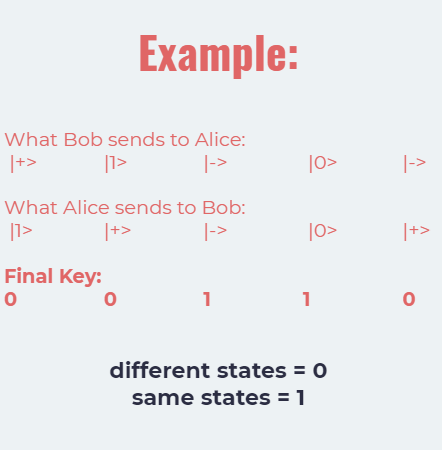 Example:
What Bob sends to Alice:
|+> |1> |-> |0> |->
What Alice sends to Bob:
|1> |+> |-> |0> |+>
Final Key:
0 0 1 1 0
different states = 0
same states = 1